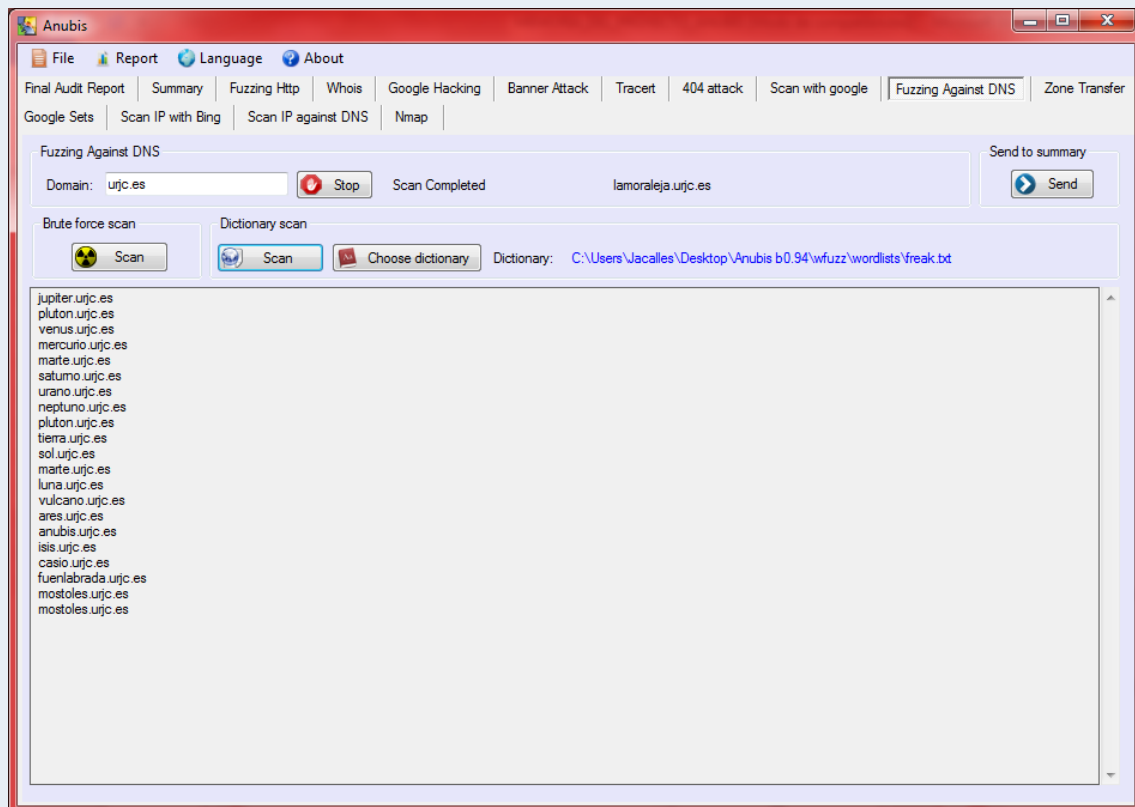 Anubis
File Report Language About
Final Audit Report Summary Fuzzing Http Whois Google Hacking Banner Attack Tracert 404 attack Scan with google Fuzzing Against DNS Zone Transfer
Google Sets Scan IP with Bing Scan IP against DNS Nmap
Fuzzing Against DNS Send to summary
Domain: urjc.es Stop Scan Completed lamoraleja.urjc.es Send
Brute force scan Dictionary scan
Scan Scan Choose dictionary Dictionary: C:\Users\Jacalles\Desktop\Anubis b0.94\wfuzz\wordlists\freak.txt
jupiter.urjc.es
pluton.urjc.es
venus.urjc.es
mercurio.urjc.es
marte.urjc.es
saturno.urjc.es
urano.urjc.es
neptuno.urjc.es
pluton.urjc.es
tierra.urjc.es
sol.urjc.es
marte.urjc.es
luna.urjc.es
vulcano.urjc.es
ares.urjc.es
anubis.urjc.es
isis.urjc.es
casio.urjc.es
fuenlabrada.urjc.es
mostoles.urjc.es
mostoles.urjc.es